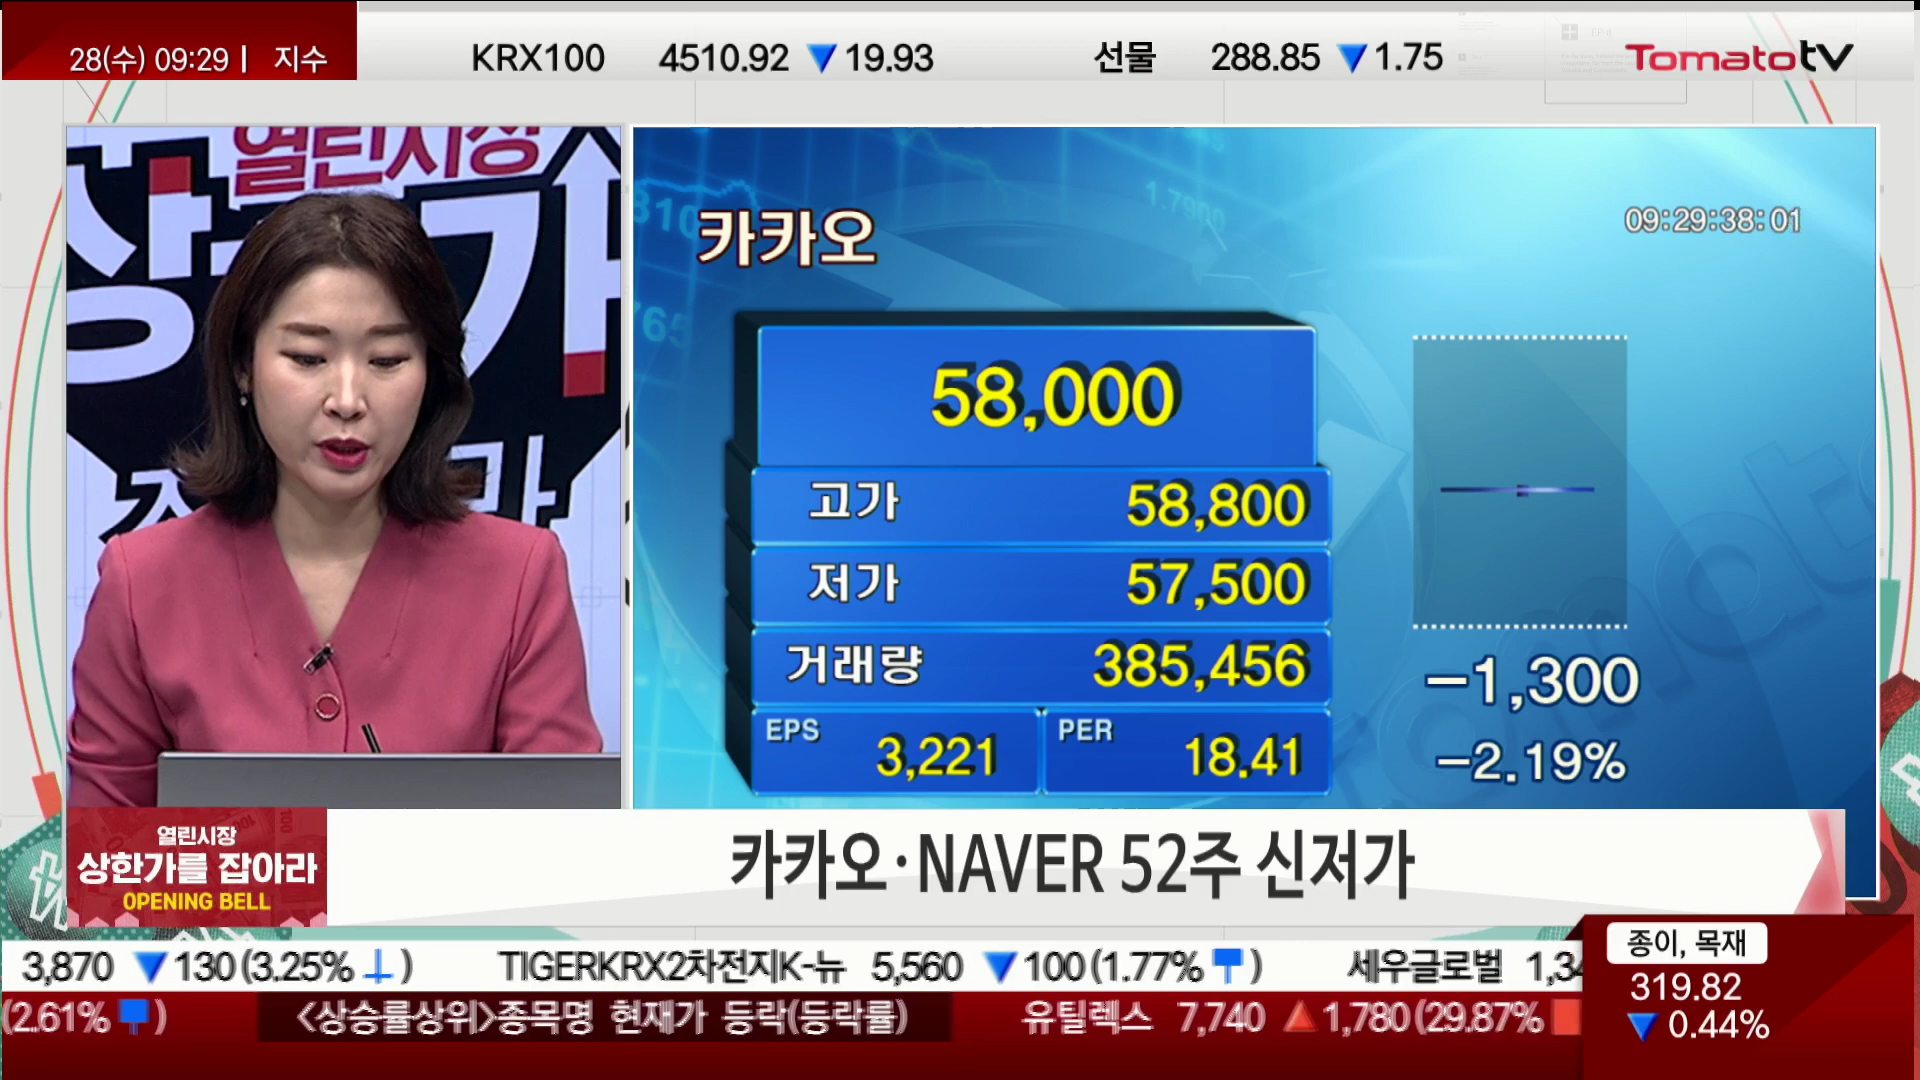 28(수) 09:29 | 지수 KRX100 4510.92 ▼ 19.93 선물 288.85 ▼ 1.75 Tomatotv
열린시장
카카오 09:29:38:01
58,000
고가 58,800
저가 57,500
거래량 385,456
EPS 3,221 PER 18.41
-1,300
-2.19%
열린시장
상한가를 잡아라
OPENING BELL
카카오·NAVER 52주 신저가
3,870 ▼130(3.25% ) TIGERKRX2차전지K-뉴 5,560 ▼100(1.77% ) 세우글로벌 1,34
(2.61% ) <상승률상위>종목명 현재가 등락(등락률) 유틸렉스 7,740 ▲1,780(29.87%
종이, 목재
319.82
▼ 0.44%